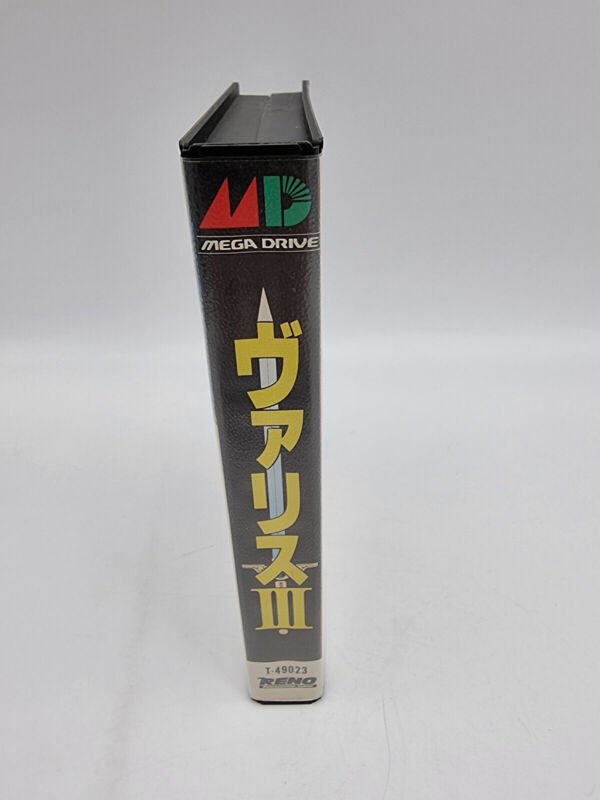 MD
MEGA DRIVE
ヴァリスIII
T-49023
RENO